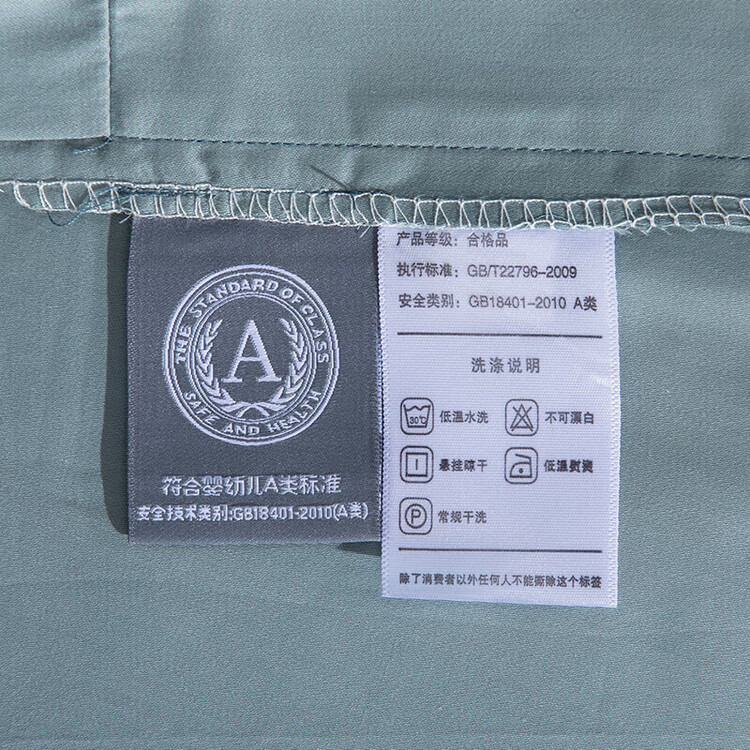 THE STANDARD OF CLASS
A
SAFE AND HEALTH
符合婴幼儿A类标准
安全技术类别:GB18401-2010(A类)
产品等级：合格品
执行标准：GB/T22796-2009
安全类别：GB18401-2010 A类
洗涤说明
30℃ 低温水洗 不可漂白
悬挂晾干 低温熨烫
P 常规干洗
除了消费者以外任何人不能撕除这个标签